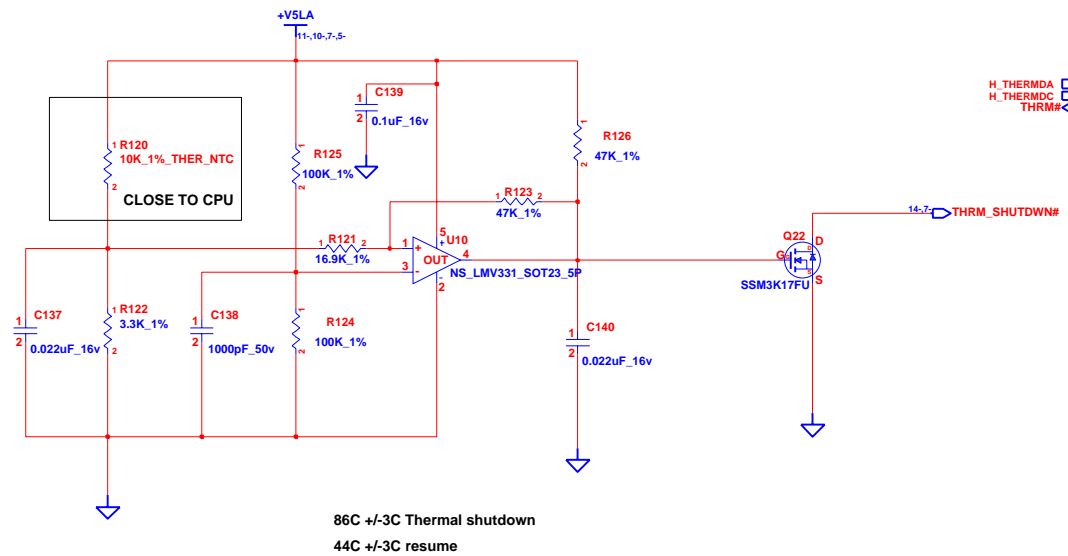 +V5LA
11-,10-,7-,5-
H_THERMDA
H_THERMDC
THRM#
1
C139
2
0.1uF_16v
1
R120
10K_1%_THER_NTC
2
CLOSE TO CPU
1
R125
100K_1%
2
1
R126
47K_1%
2
1 R123 2
47K_1%
14-,7-
THRM_SHUTDWN#
1 R121 2
16.9K_1%
1 + 5 + U10
OUT 4
3 - - 2
NS_LMV331_SOT23_5P
Q22
D
D
G
G
S
S
SSM3K17FU
1
C137
2
0.022uF_16v
1
R122
3.3K_1%
2
1
C138
2
1000pF_50v
1
R124
100K_1%
2
1
C140
2
0.022uF_16v
86C +/-3C Thermal shutdown
44C +/-3C resume